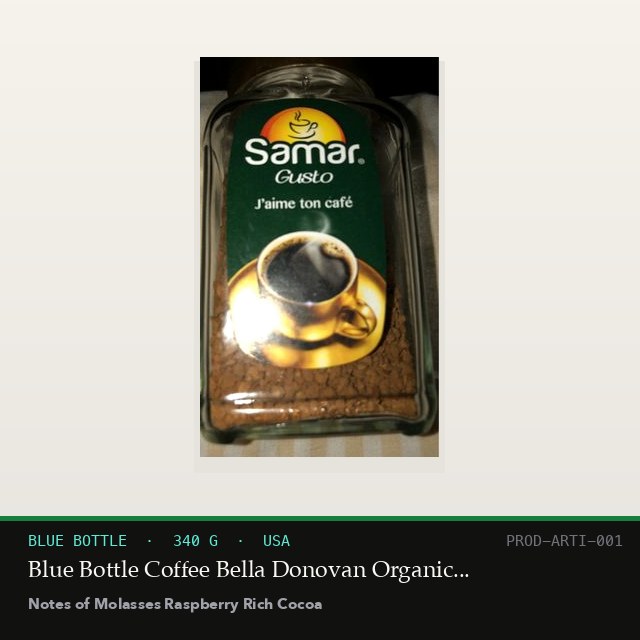 Samar®
Gusto
J'aime ton café
BLUE BOTTLE · 340 G · USA
PROD–ARTI–001
Blue Bottle Coffee Bella Donovan Organic...
Notes of Molasses Raspberry Rich Cocoa